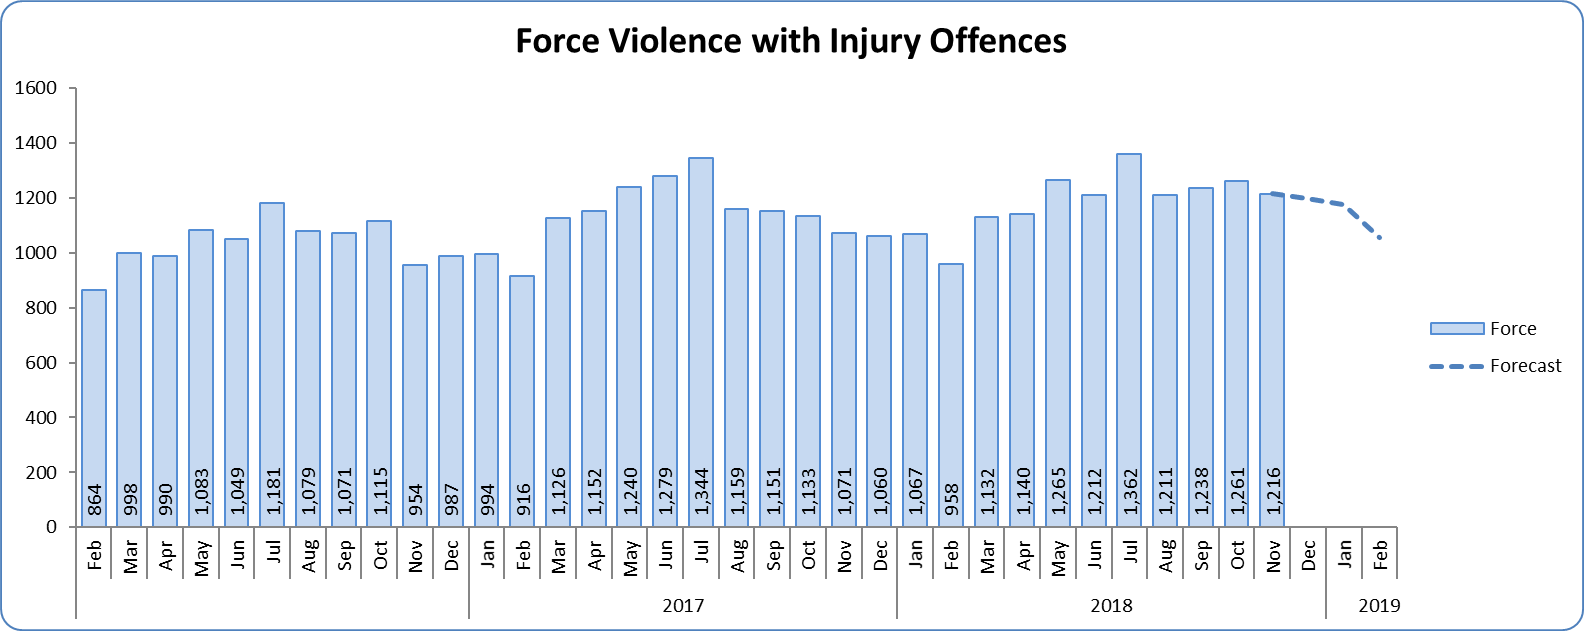 Force Violence with Injury Offences
1600
1400
1200
1000
800
600
400
200
0
864 998 990 1,083 1,049 1,181 1,079 1,071 1,115 954 987 994 916 1,126 1,152 1,240 1,279 1,344 1,159 1,151 1,133 1,071 1,060 1,067 958 1,132 1,140 1,265 1,212 1,362 1,211 1,238 1,261 1,216
Feb Mar Apr May Jun Jul Aug Sep Oct Nov Dec Jan Feb Mar Apr May Jun Jul Aug Sep Oct Nov Dec Jan Feb Mar Apr May Jun Jul Aug Sep Oct Nov Dec Jan Feb
2017 2018 2019
Force
Forecast